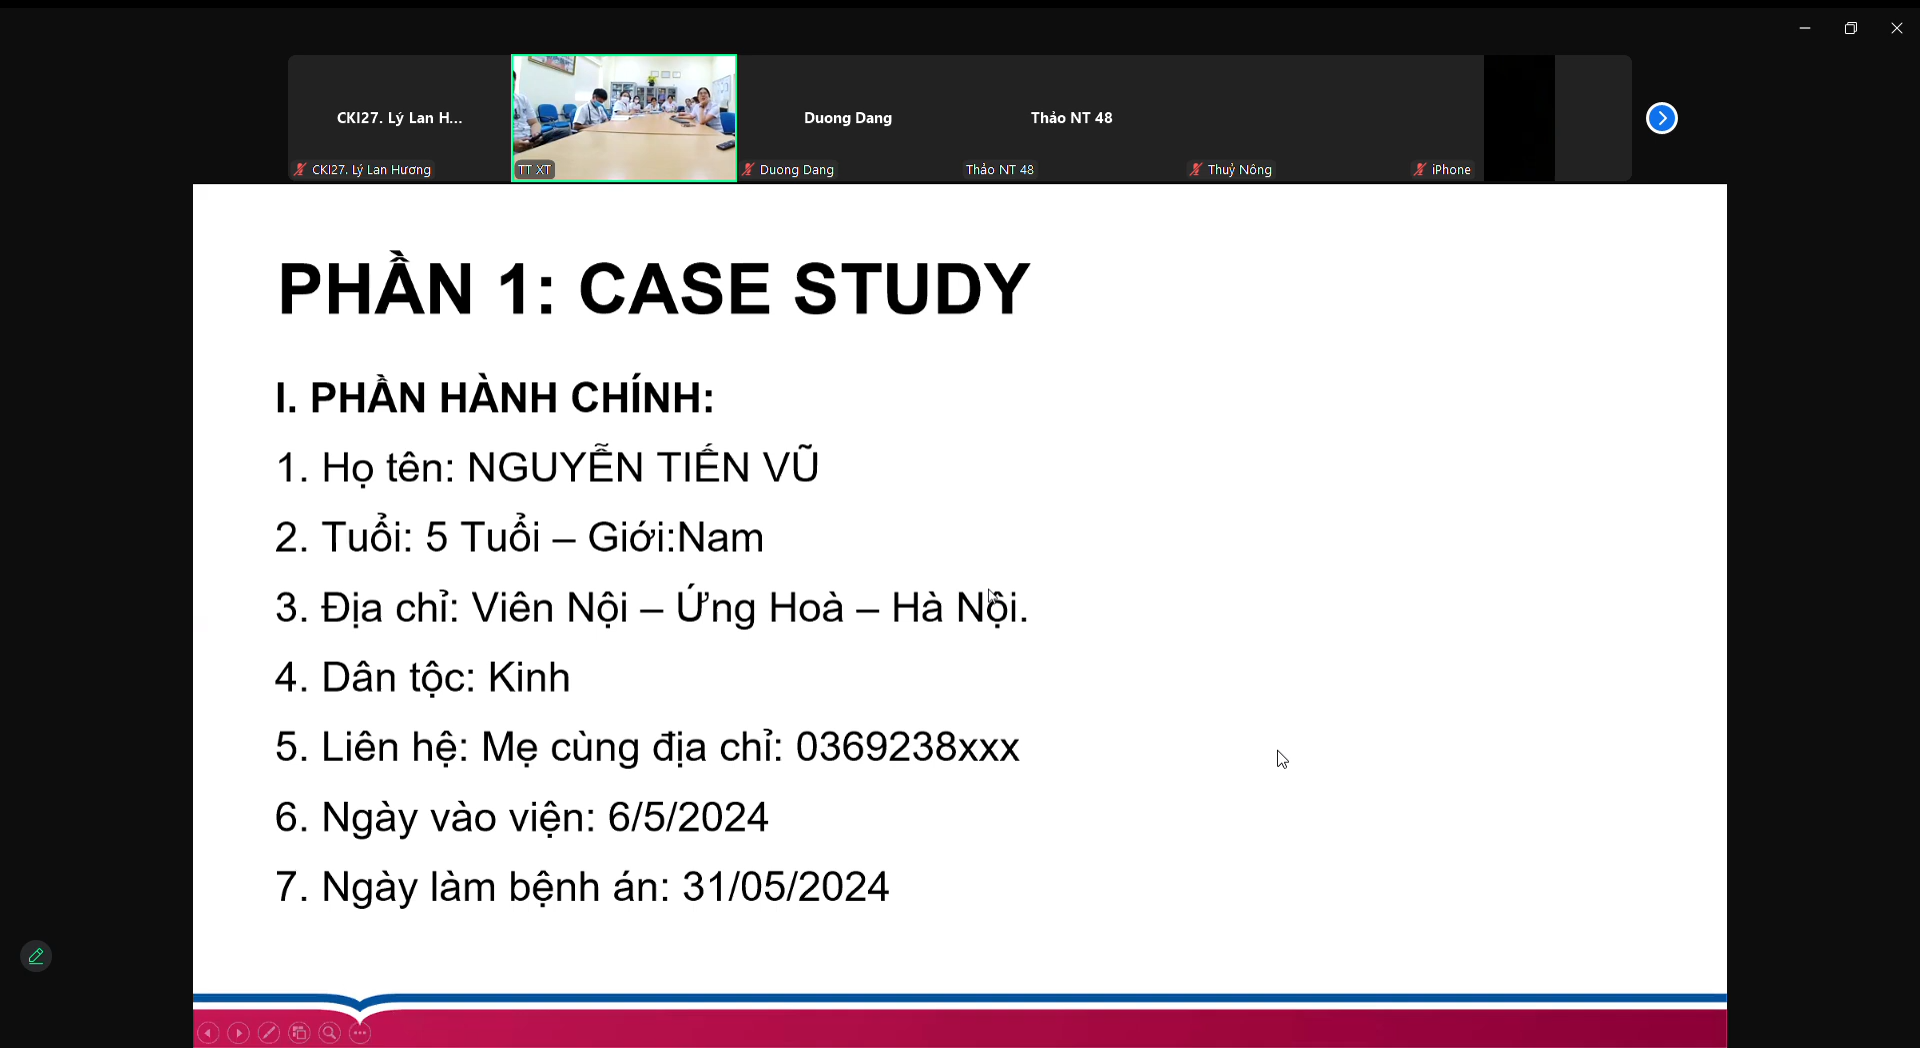 CKI27. Lý Lan H...
Duong Dang
Thảo NT 48
CKI27. Lý Lan Hương
TT XT
Duong Dang
Thảo NT 48
Thuỷ Nông
iPhone
PHẦN 1: CASE STUDY
I. PHẦN HÀNH CHÍNH:
1. Họ tên: NGUYỄN TIẾN VŨ
2. Tuổi: 5 Tuổi – Giới:Nam
3. Địa chỉ: Viên Nội – Ứng Hoà – Hà Nội.
4. Dân tộc: Kinh
5. Liên hệ: Mẹ cùng địa chỉ: 0369238xxx
6. Ngày vào viện: 6/5/2024
7. Ngày làm bệnh án: 31/05/2024